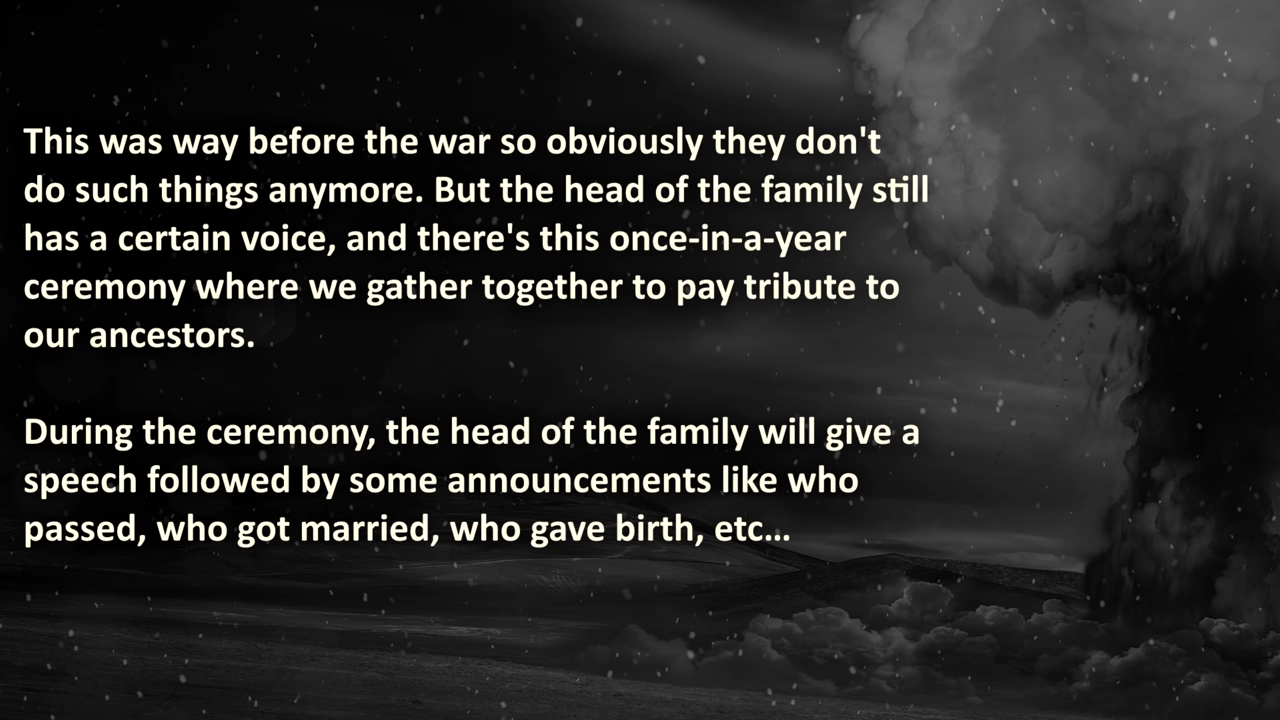 This was way before the war so obviously they don't
do such things anymore. But the head of the family still
has a certain voice, and there's this once-in-a-year
ceremony where we gather together to pay tribute to
our ancestors.
During the ceremony, the head of the family will give a
speech followed by some announcements like who
passed, who got married, who gave birth, etc...